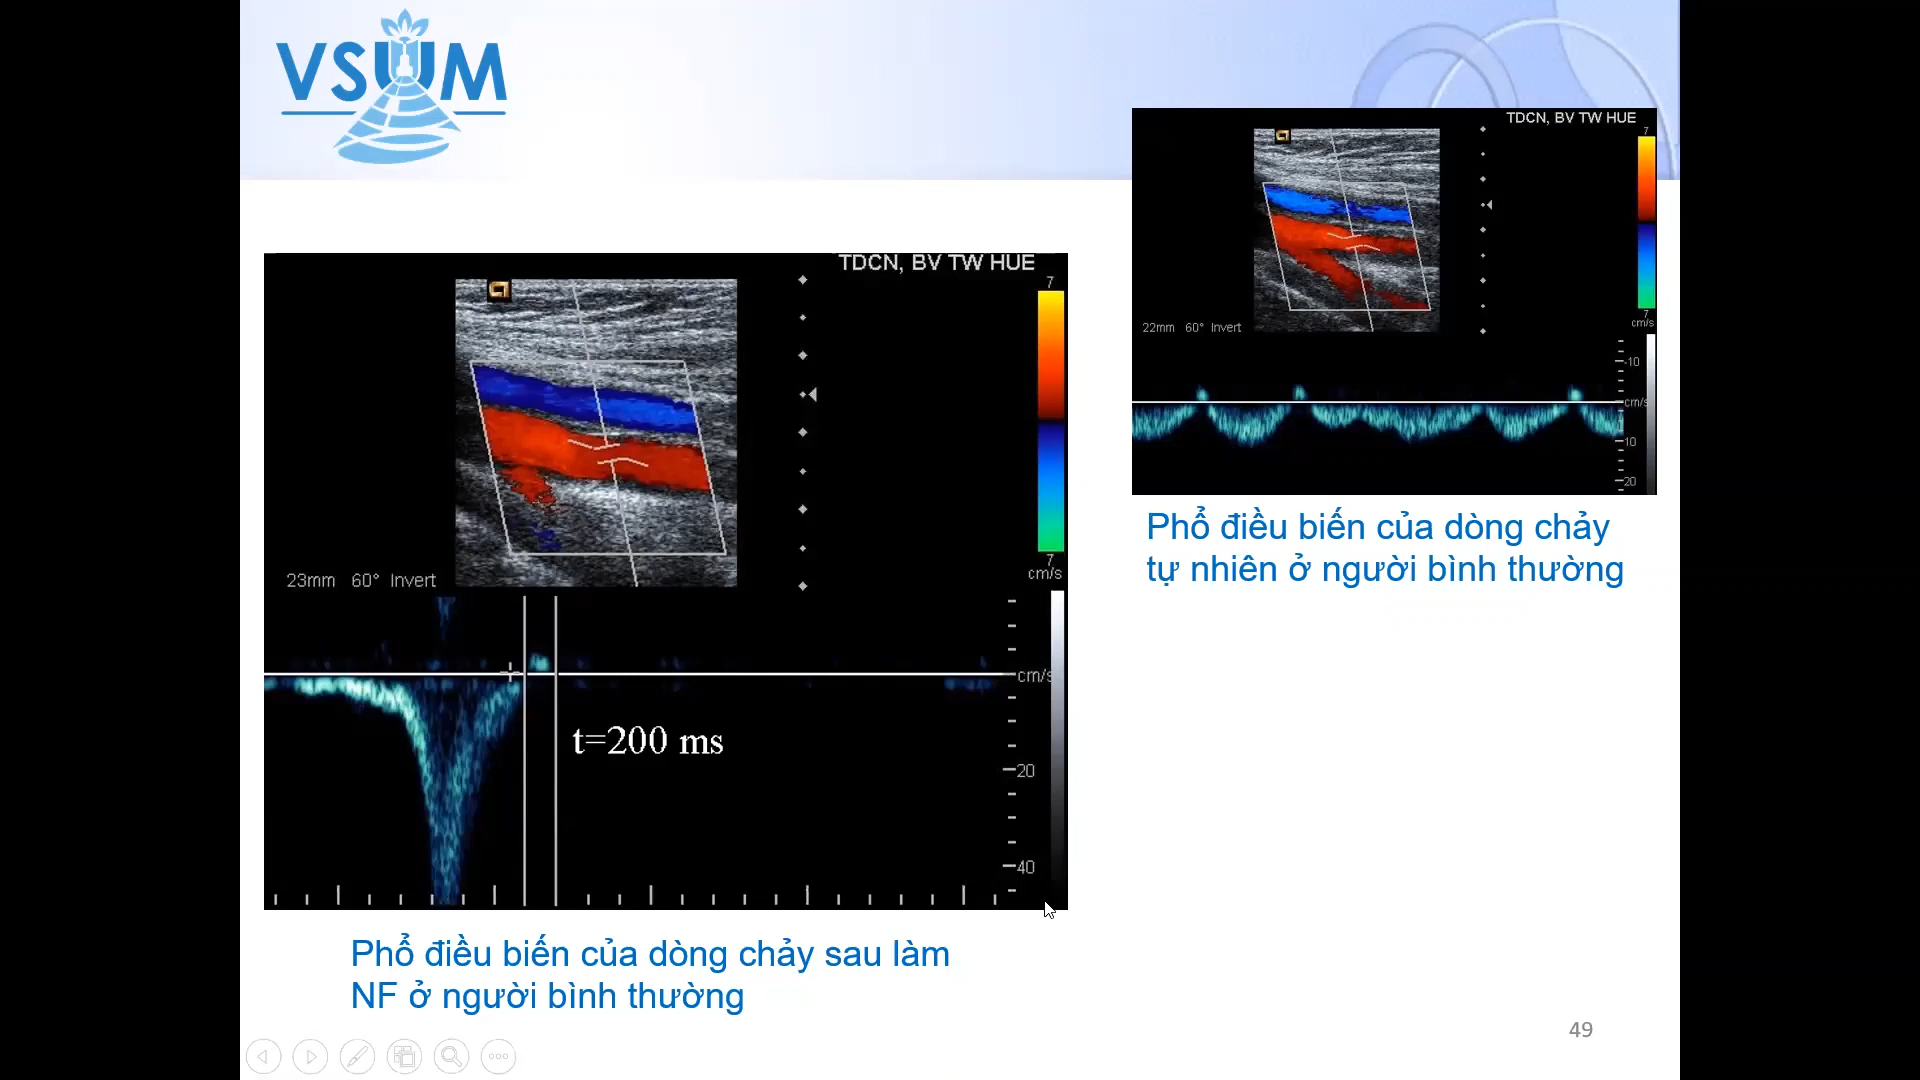 VSUM
TDCN, BV TW HUE
7
7
cm/s
23mm 60° Invert
cm/s
t=200 ms
20
40
Phổ điều biến của dòng chảy sau làm
NF ở người bình thường
TDCN, BV TW HUE
7
7
cm/s
22mm 60° Invert
-10
cm/s
10
20
Phổ điều biến của dòng chảy
tự nhiên ở người bình thường
49